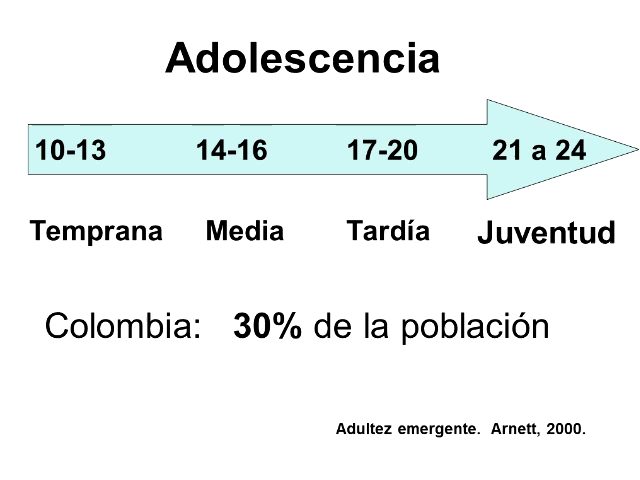 Adolescencia
10-13 14-16 17-20 21 a 24
Temprana Media Tardía Juventud
Colombia: 30% de la población
Adultez emergente. Arnett, 2000.